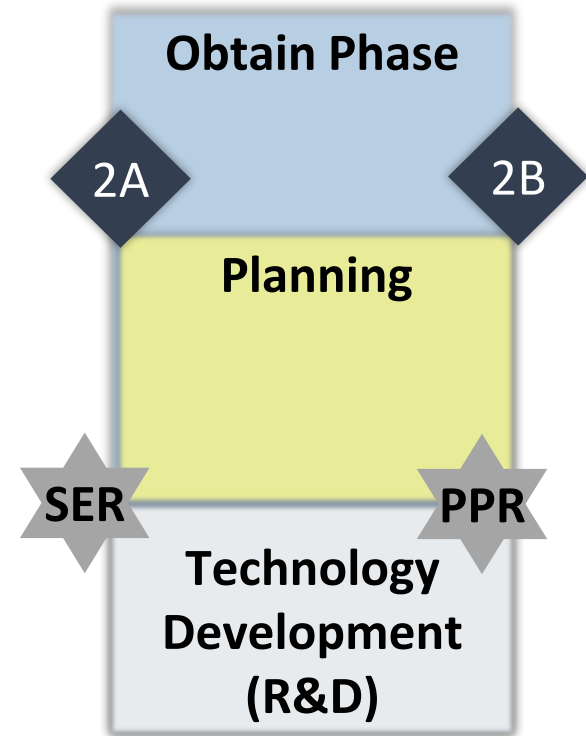 Obtain Phase
2A
2B
Planning
SER
PPR
Technology
Development
(R&D)